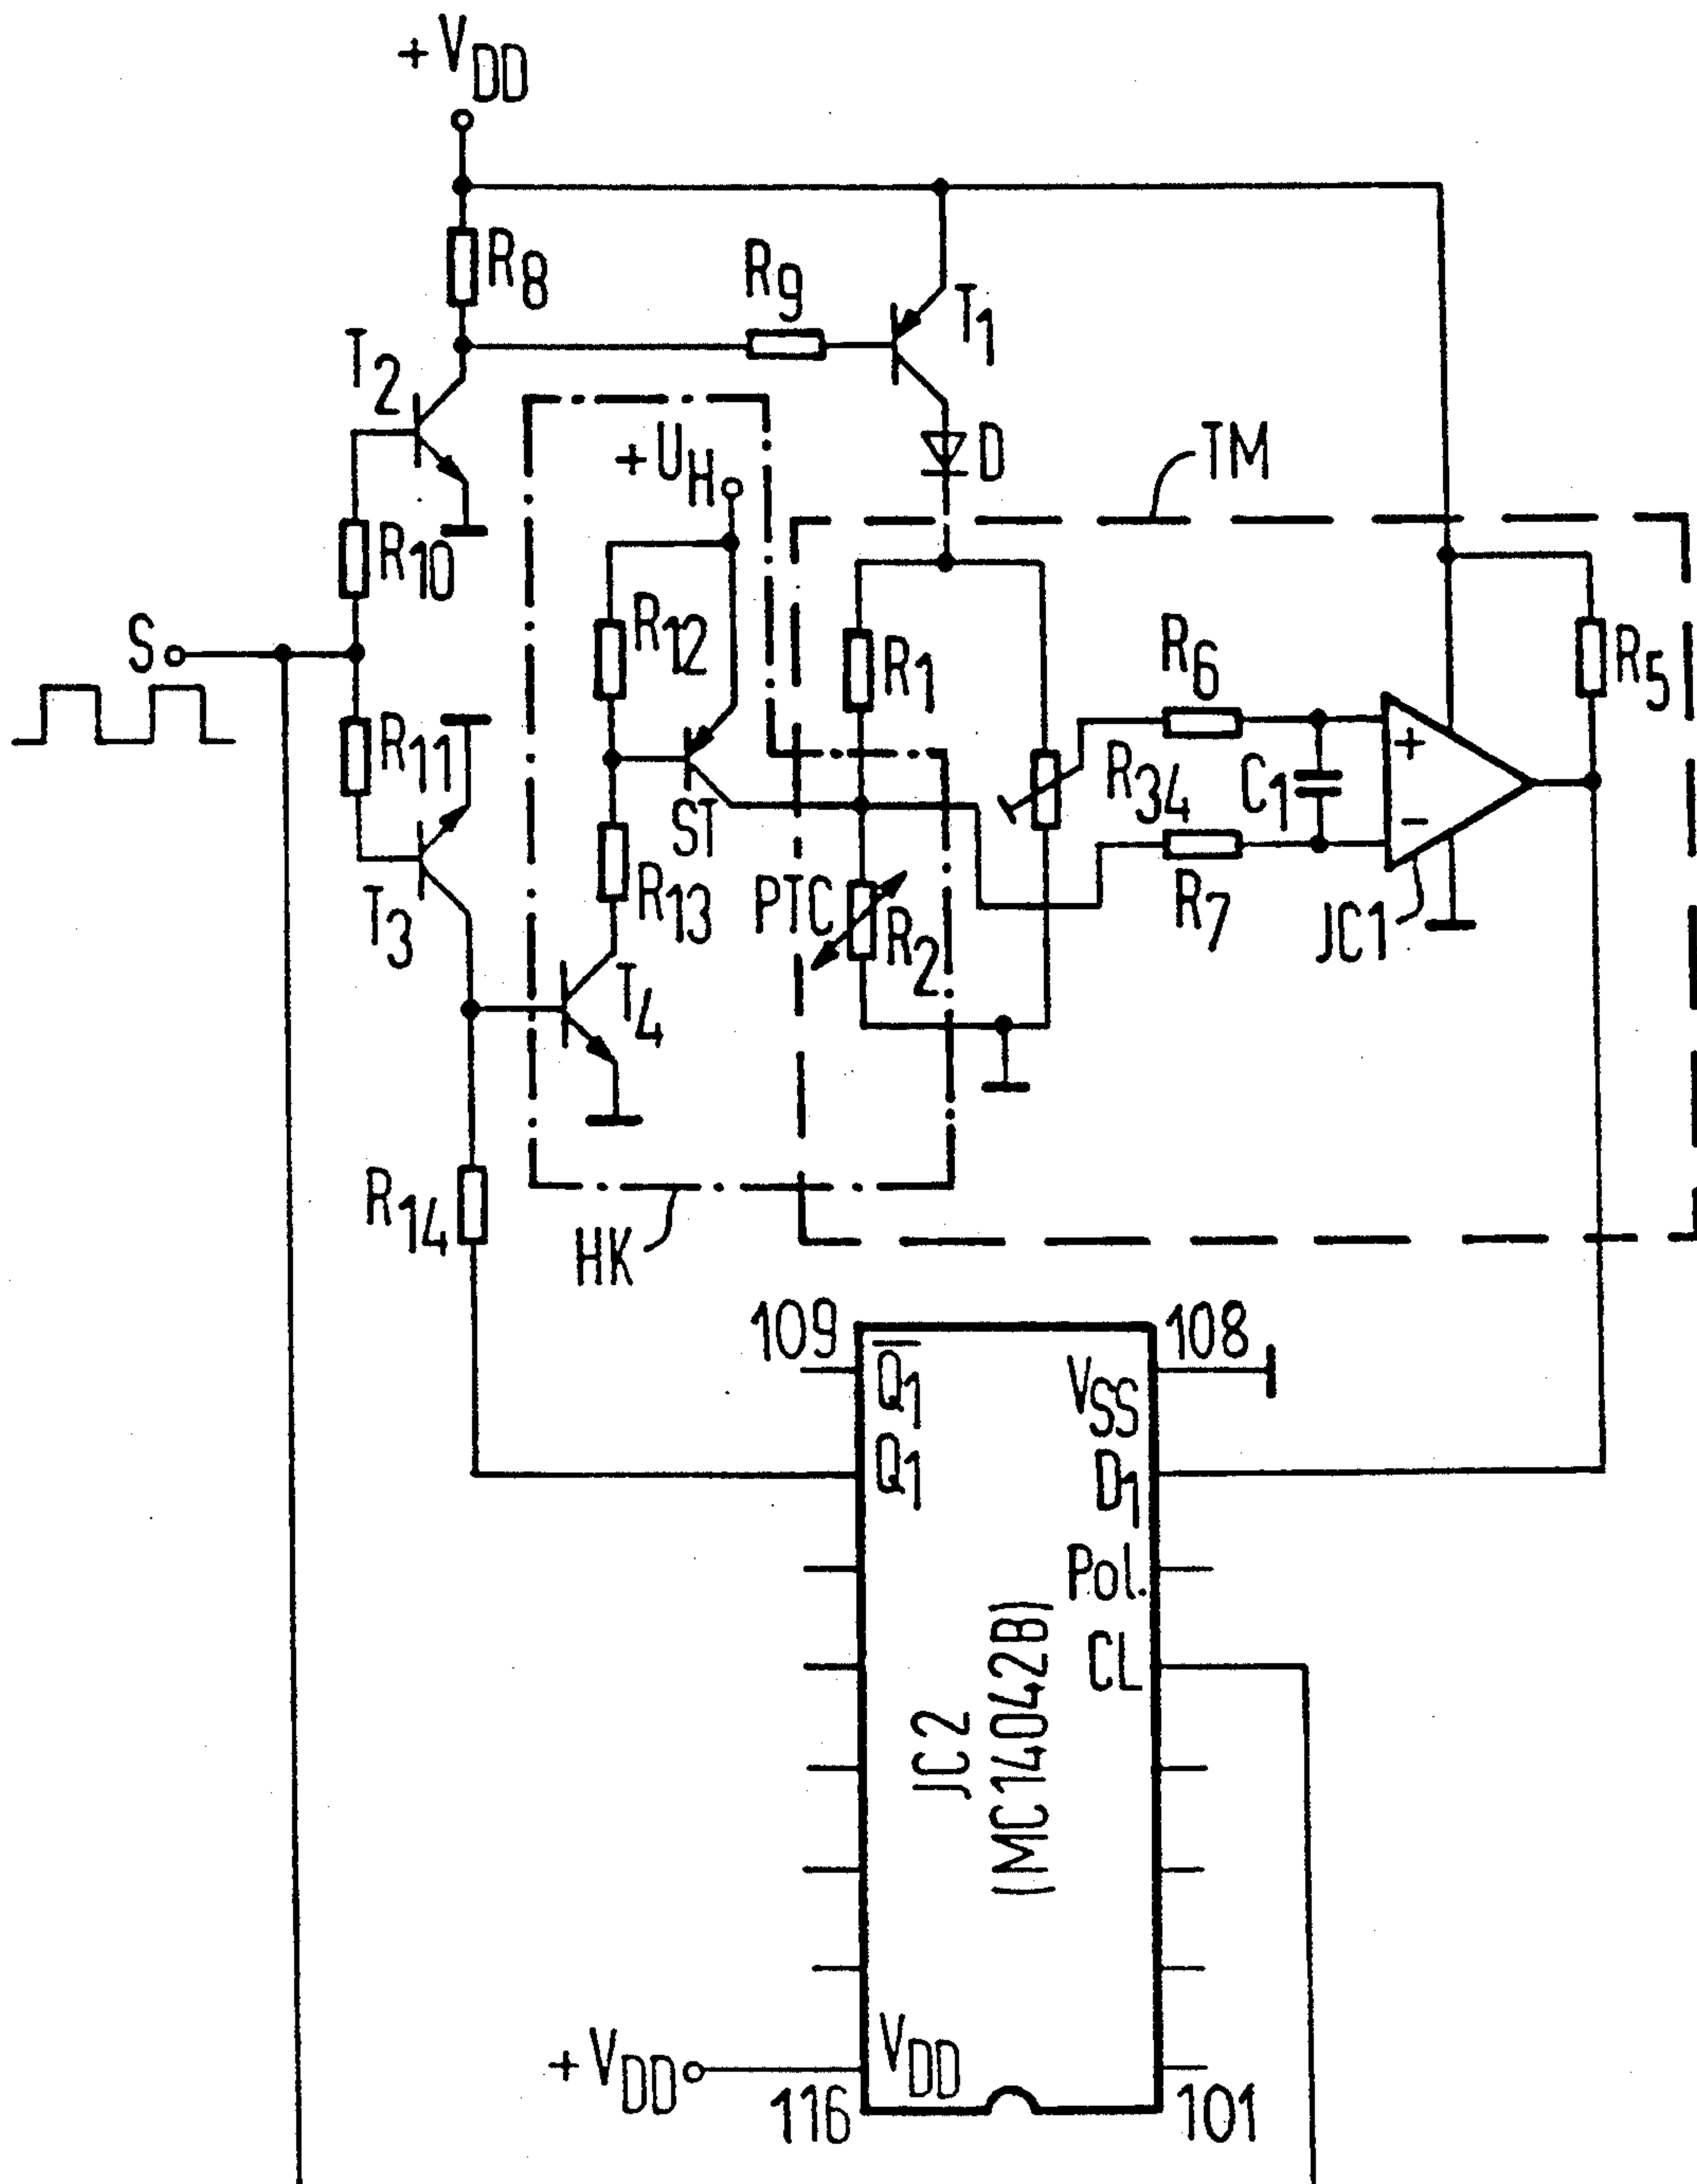 +VDD
R8
R9
T1
T2
+UH
D
TM
R10
R12
S
R1
R6
R5
R11
R34
C1
+
-
ST
PTC
R13
R2
R7
JC1
T3
T4
R14
HK
109
108
Q̅1
VSS
Q1
D1
Pol.
CL
JC2
(MC14042B)
+VDD
VDD
116
101